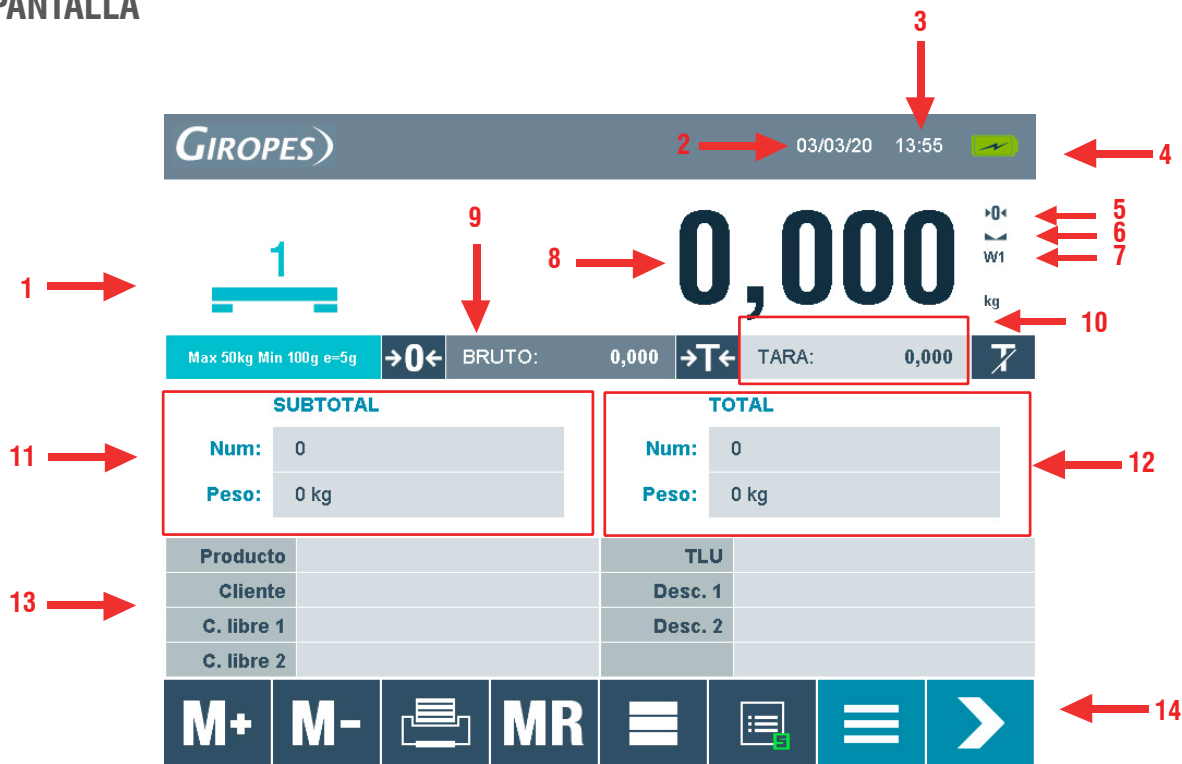 PANTALLA
3
GIROPES
2
03/03/20 13:55
4
5
6
7
9
8
1
1
0,000
▸0◂
W1
kg
10
Max 50kg Min 100g e=5g
→0← BRUTO: 0,000
→T← TARA: 0,000
T
SUBTOTAL
TOTAL
11
Num: 0
Num: 0
12
Peso: 0 kg
Peso: 0 kg
13
Producto
TLU
Cliente
Desc. 1
C. libre 1
Desc. 2
C. libre 2
M+ M- MR
14